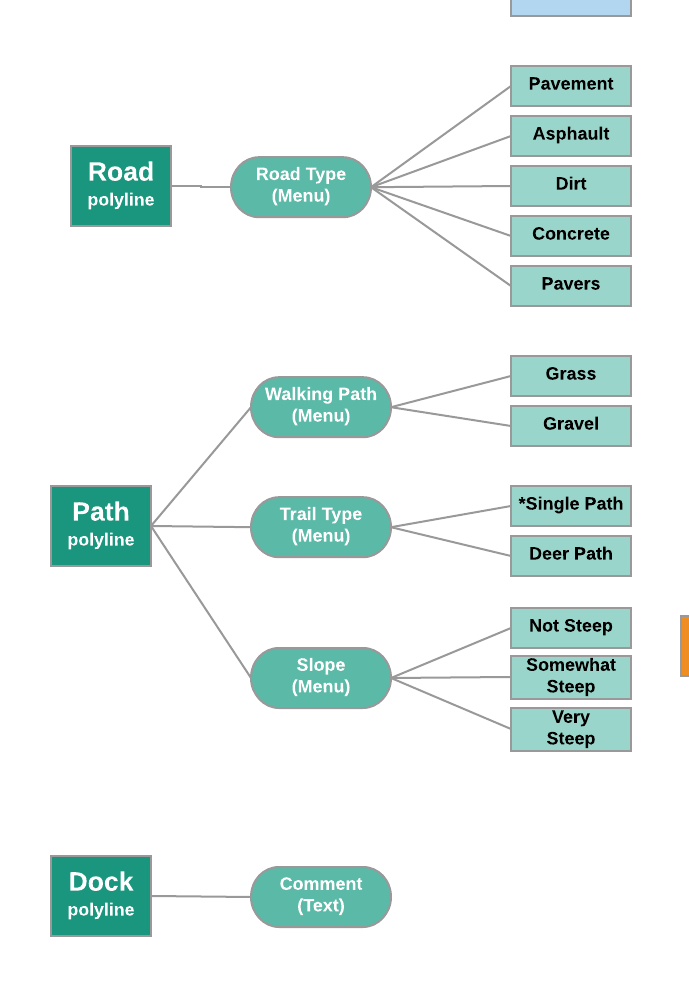 Road
polyline
Road Type
(Menu)
Pavement
Asphault
Dirt
Concrete
Pavers
Path
polyline
Walking Path
(Menu)
Grass
Gravel
Trail Type
(Menu)
*Single Path
Deer Path
Slope
(Menu)
Not Steep
Somewhat
Steep
Very
Steep
Dock
polyline
Comment
(Text)